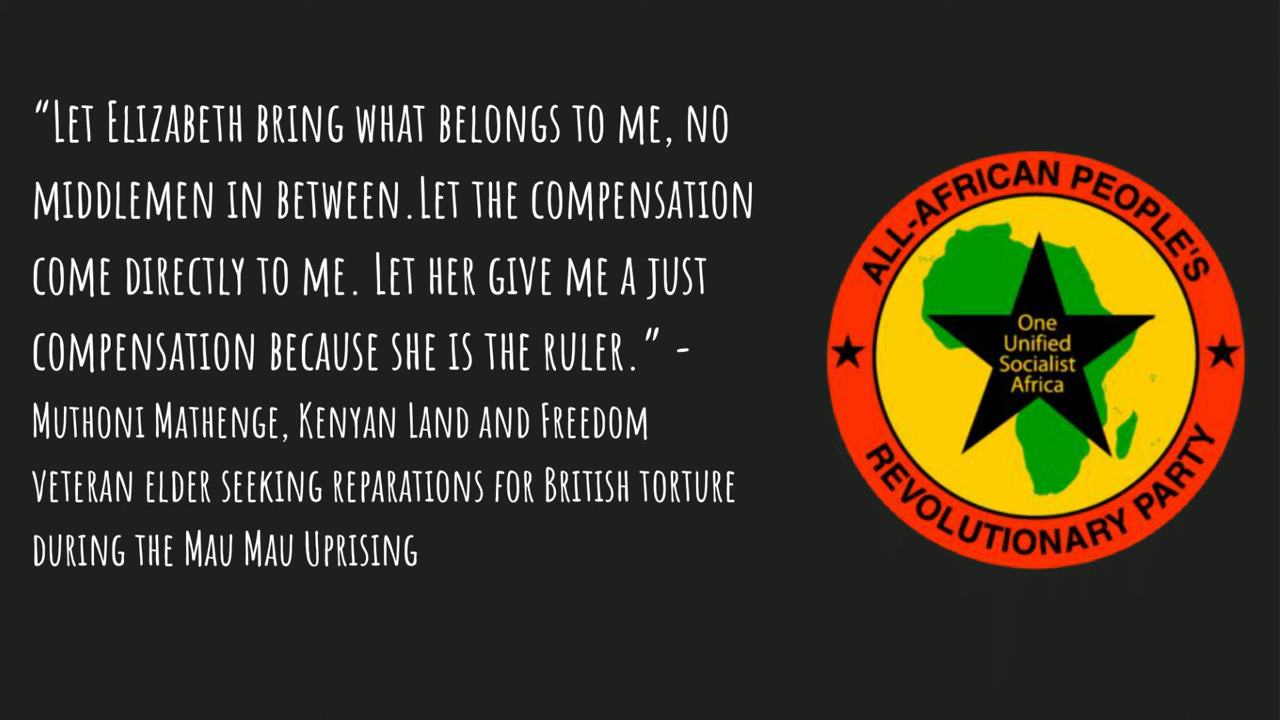 “Let Elizabeth bring what belongs to me, no
middlemen in between.Let the compensation
come directly to me. Let her give me a just
compensation because she is the ruler.” -
Muthoni Mathenge, Kenyan Land and Freedom
veteran elder seeking reparations for British torture
during the Mau Mau Uprising
ALL-AFRICAN PEOPLE'S
One
Unified
Socialist
Africa
REVOLUTIONARY PARTY